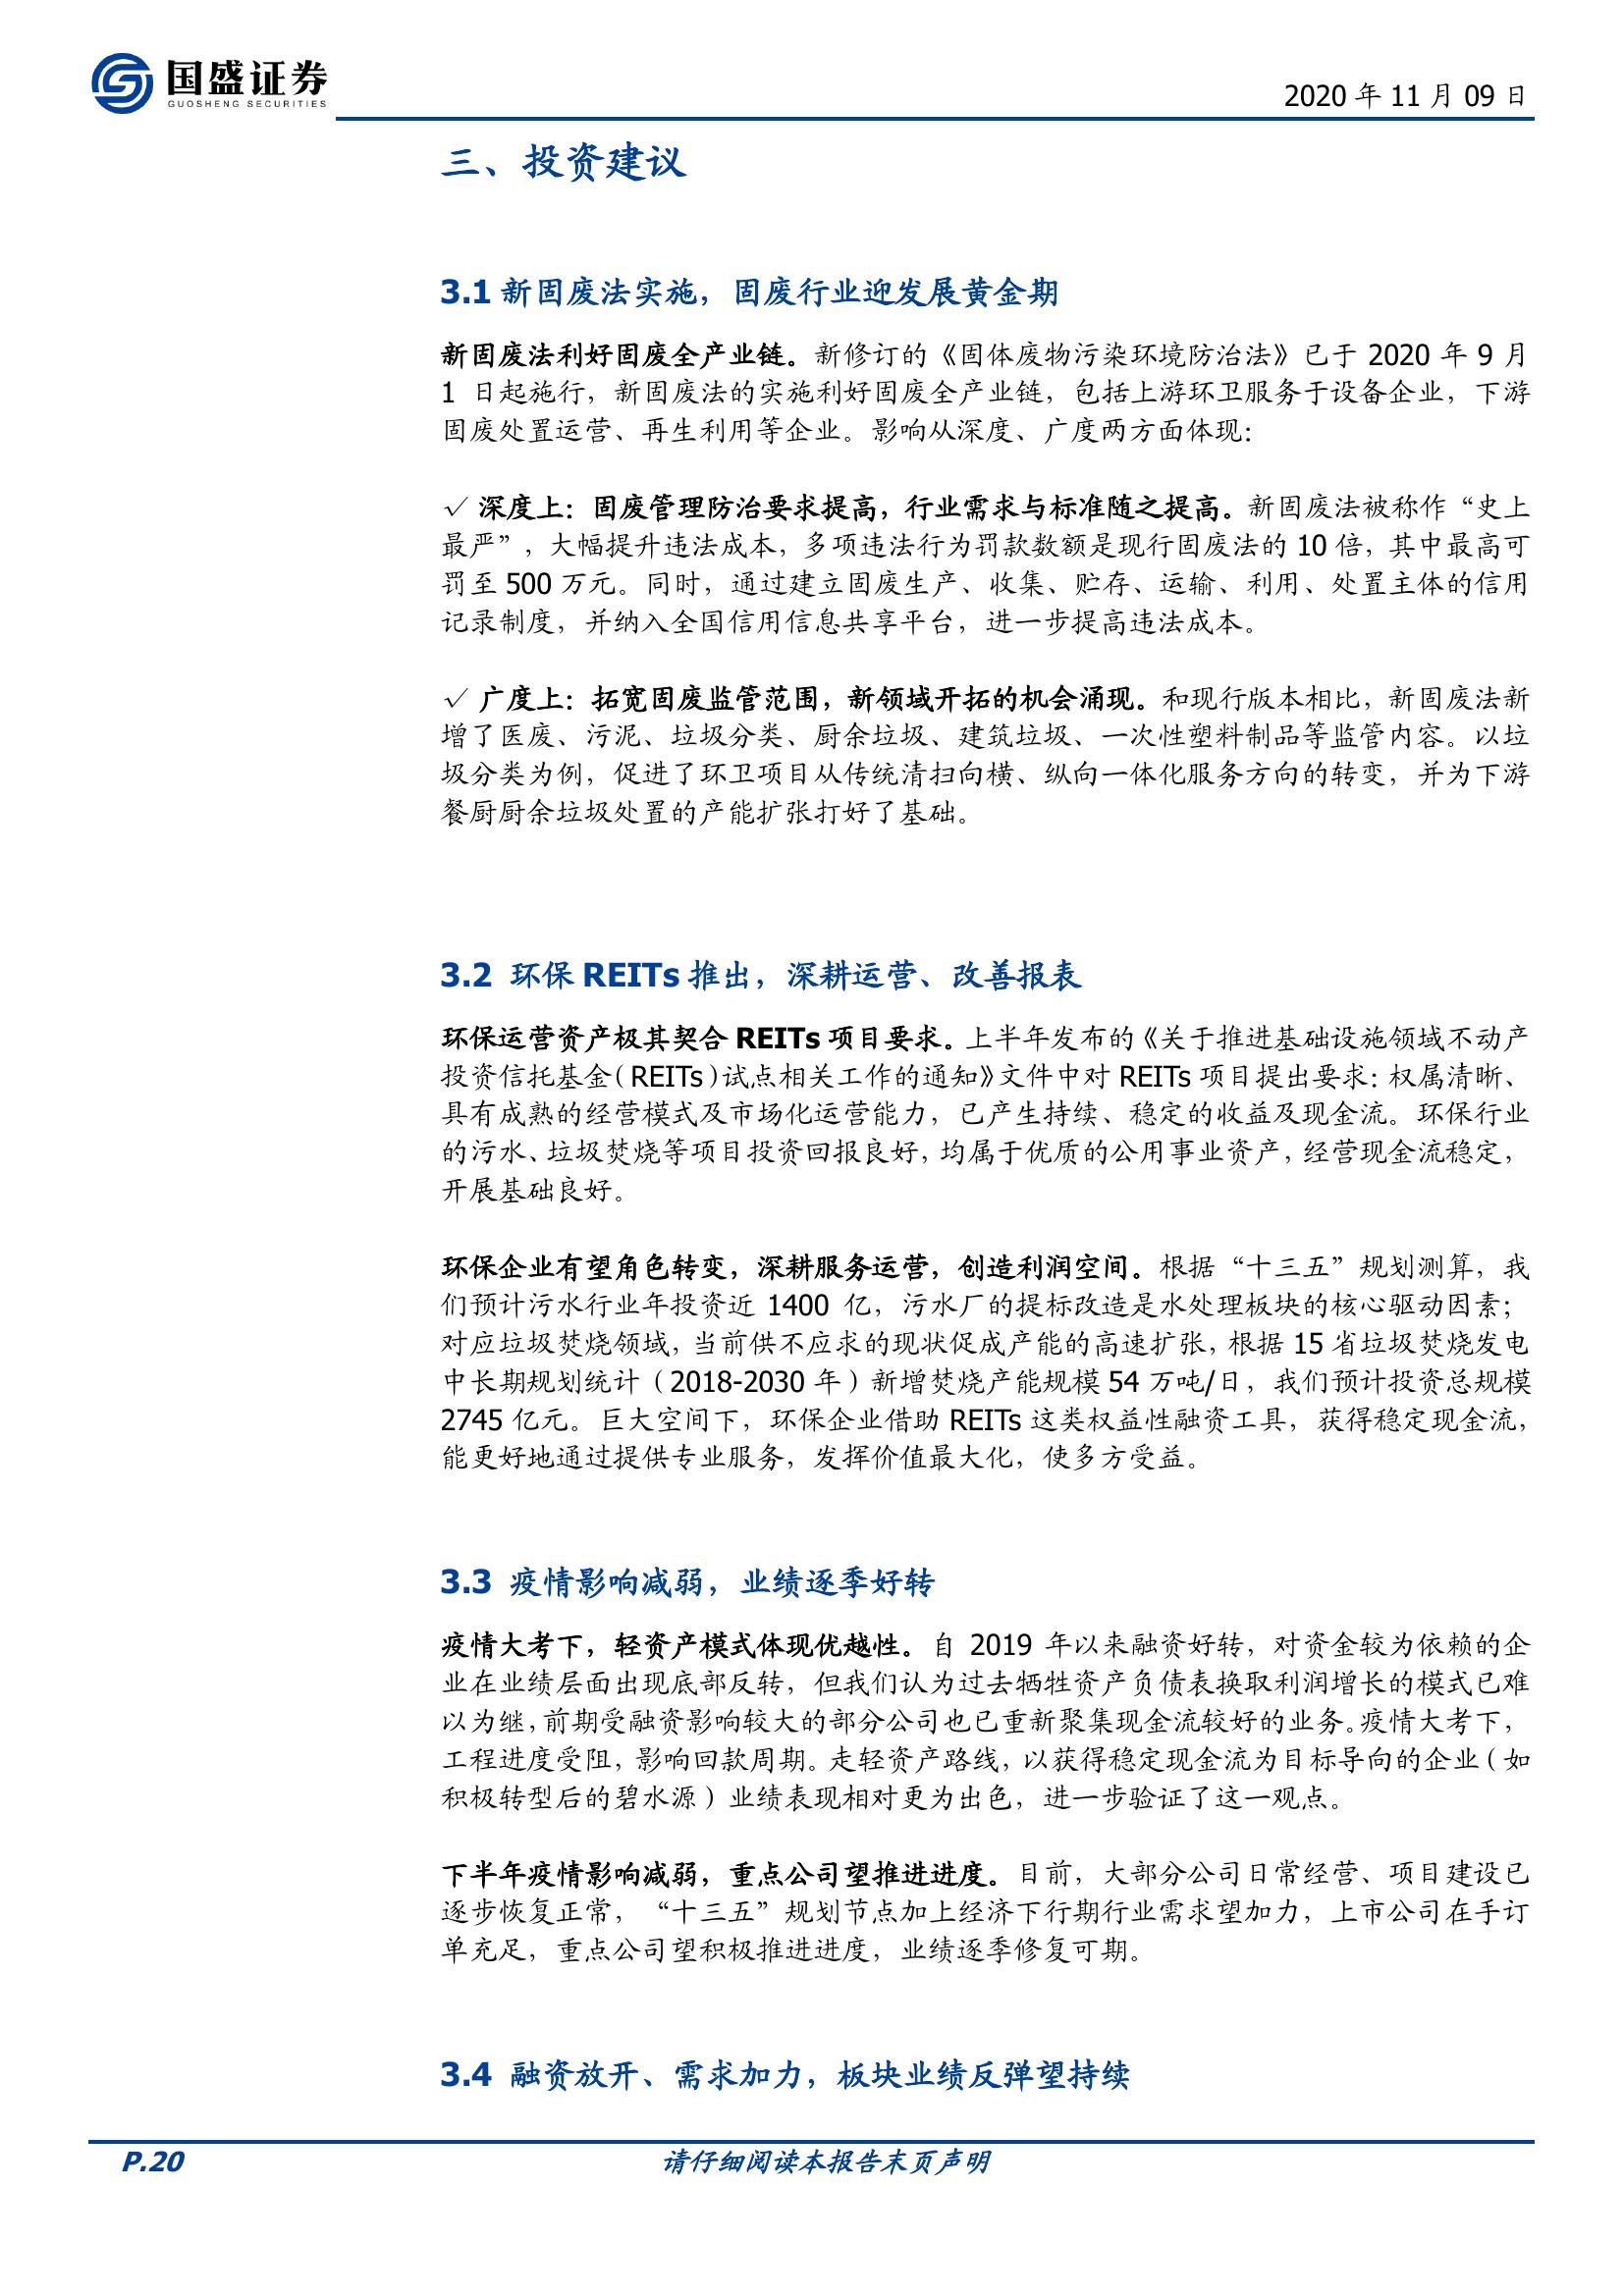 国盛证券
GUOSHENG SECURITIES
2020 年 11 月 09 日
三、投资建议
3.1 新固废法实施，固废行业迎发展黄金期
新固废法利好固废全产业链。新修订的《固体废物污染环境防治法》已于 2020 年 9 月
1 日起施行，新固废法的实施利好固废全产业链，包括上游环卫服务于设备企业，下游
固废处置运营、再生利用等企业。影响从深度、广度两方面体现：
✓ 深度上：固废管理防治要求提高，行业需求与标准随之提高。新固废法被称作“史上
最严”，大幅提升违法成本，多项违法行为罚款数额是现行固废法的 10 倍，其中最高可
罚至 500 万元。同时，通过建立固废生产、收集、贮存、运输、利用、处置主体的信用
记录制度，并纳入全国信用信息共享平台，进一步提高违法成本。
✓ 广度上：拓宽固废监管范围，新领域开拓的机会涌现。和现行版本相比，新固废法新
增了医废、污泥、垃圾分类、厨余垃圾、建筑垃圾、一次性塑料制品等监管内容。以垃
圾分类为例，促进了环卫项目从传统清扫向横、纵向一体化服务方向的转变，并为下游
餐厨厨余垃圾处置的产能扩张打好了基础。
3.2 环保 REITs 推出，深耕运营、改善报表
环保运营资产极其契合 REITs 项目要求。上半年发布的《关于推进基础设施领域不动产
投资信托基金（REITs）试点相关工作的通知》文件中对 REITs 项目提出要求：权属清晰、
具有成熟的经营模式及市场化运营能力，已产生持续、稳定的收益及现金流。环保行业
的污水、垃圾焚烧等项目投资回报良好，均属于优质的公用事业资产，经营现金流稳定，
开展基础良好。
环保企业有望角色转变，深耕服务运营，创造利润空间。根据“十三五”规划测算，我
们预计污水行业年投资近 1400 亿，污水厂的提标改造是水处理板块的核心驱动因素；
对应垃圾焚烧领域，当前供不应求的现状促成产能的高速扩张，根据 15 省垃圾焚烧发电
中长期规划统计（2018-2030 年）新增焚烧产能规模 54 万吨/日，我们预计投资总规模
2745 亿元。巨大空间下，环保企业借助 REITs 这类权益性融资工具，获得稳定现金流，
能更好地通过提供专业服务，发挥价值最大化，使多方受益。
3.3 疫情影响减弱，业绩逐季好转
疫情大考下，轻资产模式体现优越性。自 2019 年以来融资好转，对资金较为依赖的企
业在业绩层面出现底部反转，但我们认为过去牺牲资产负债表换取利润增长的模式已难
以为继，前期受融资影响较大的部分公司也已重新聚集现金流较好的业务。疫情大考下，
工程进度受阻，影响回款周期。走轻资产路线，以获得稳定现金流为目标导向的企业（如
积极转型后的碧水源）业绩表现相对更为出色，进一步验证了这一观点。
下半年疫情影响减弱，重点公司望推进进度。目前，大部分公司日常经营、项目建设已
逐步恢复正常，“十三五”规划节点加上经济下行期行业需求望加力，上市公司在手订
单充足，重点公司望积极推进进度，业绩逐季修复可期。
3.4 融资放开、需求加力，板块业绩反弹望持续
P.20
请仔细阅读本报告末页声明